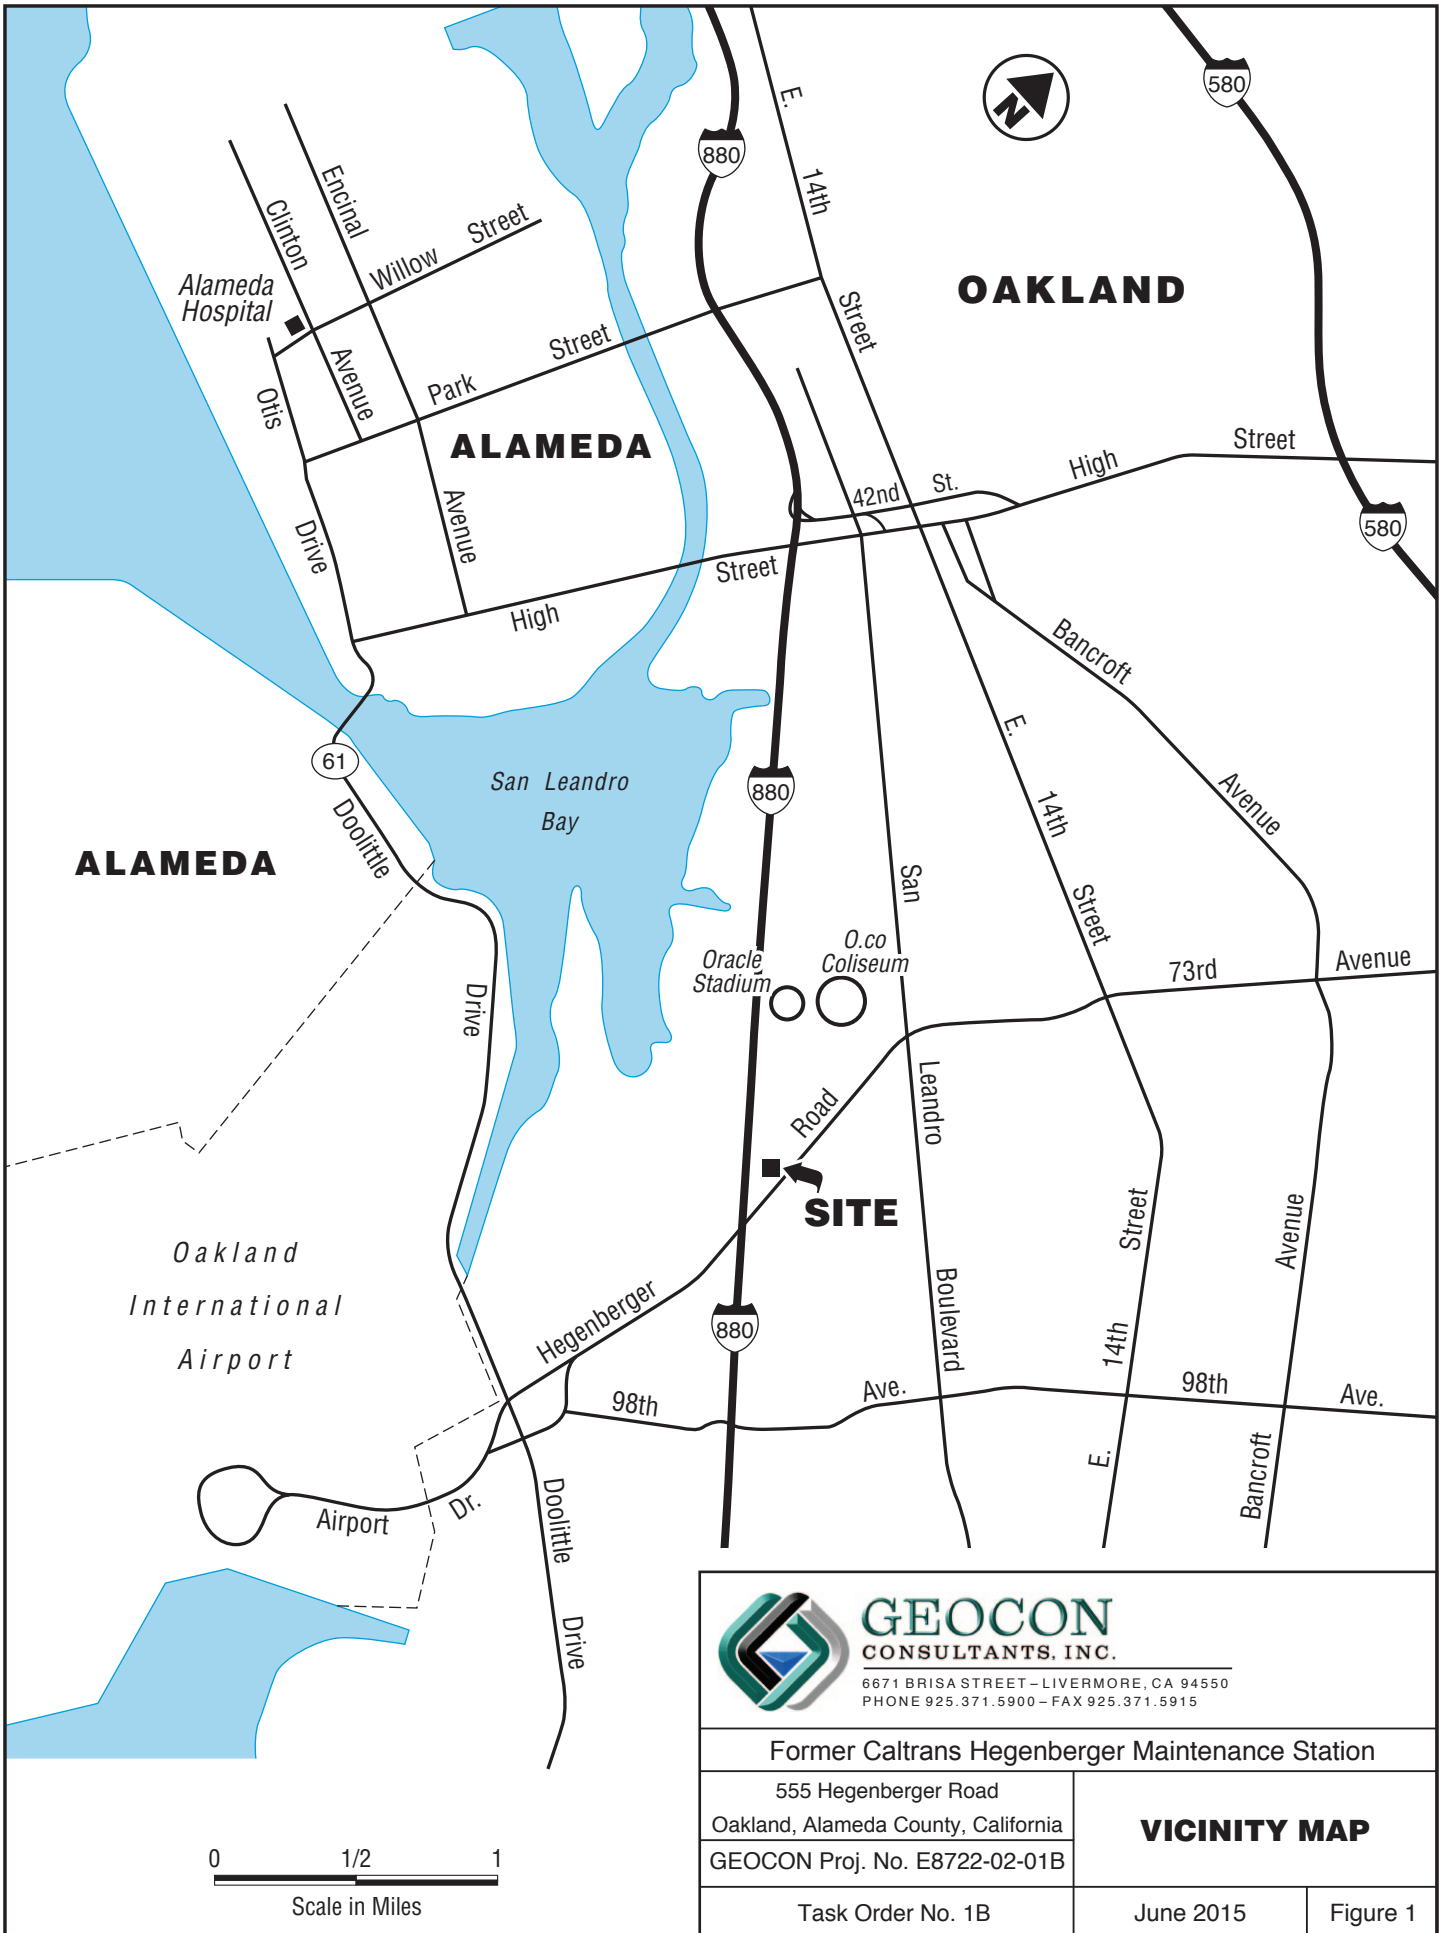 E.
580
N
880
14th
Encinal
Clinton
Willow
Street
Alameda
Hospital
OAKLAND
Street
Street
Avenue
Park
Otis
ALAMEDA
Street
High
42nd
St.
Avenue
Drive
580
Street
High
Bancroft
E.
61
San Leandro
Bay
880
Doolittle
14th
Avenue
ALAMEDA
San
Street
O.co
Coliseum
Oracle
Stadium
73rd
Avenue
Drive
Road
Leandro
SITE
Street
Avenue
Oakland
International
Airport
Hegenberger
880
Boulevard
14th
98th
Ave.
98th
Ave.
E.
Bancroft
Airport
Dr.
Doolittle
Drive
GEOCON
CONSULTANTS, INC.
6671 BRISA STREET – LIVERMORE, CA 94550
PHONE 925.371.5900 – FAX 925.371.5915
Former Caltrans Hegenberger Maintenance Station
555 Hegenberger Road
Oakland, Alameda County, California
VICINITY MAP
GEOCON Proj. No. E8722-02-01B
Task Order No. 1B
June 2015
Figure 1
0 1/2 1
Scale in Miles